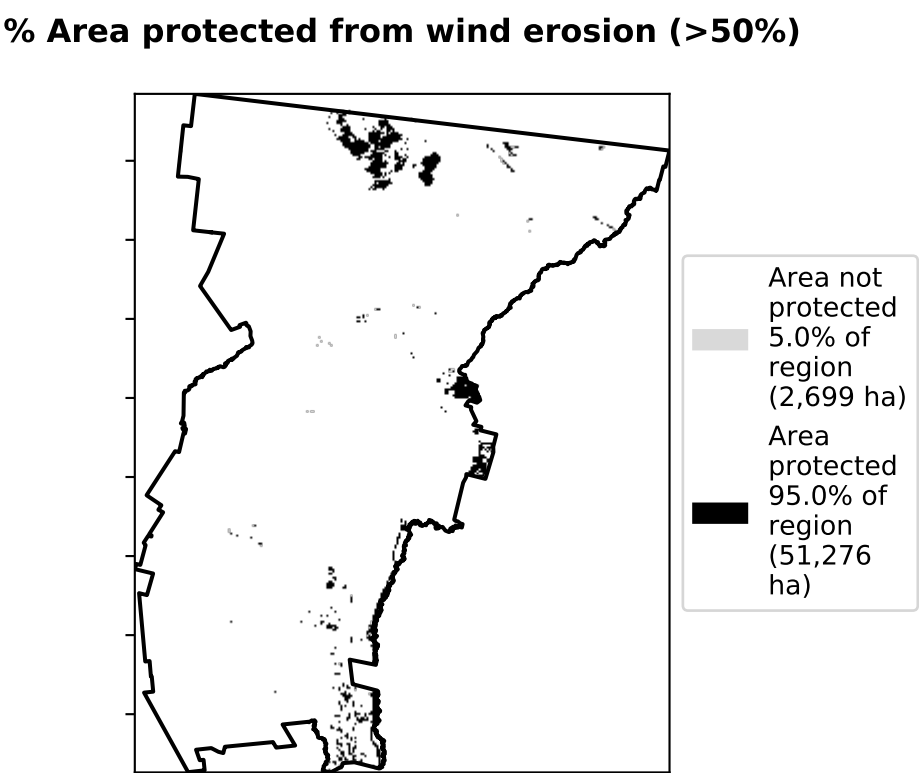 % Area protected from wind erosion (>50%)
Area not
protected
5.0% of
region
(2,699 ha)
Area
protected
95.0% of
region
(51,276
ha)